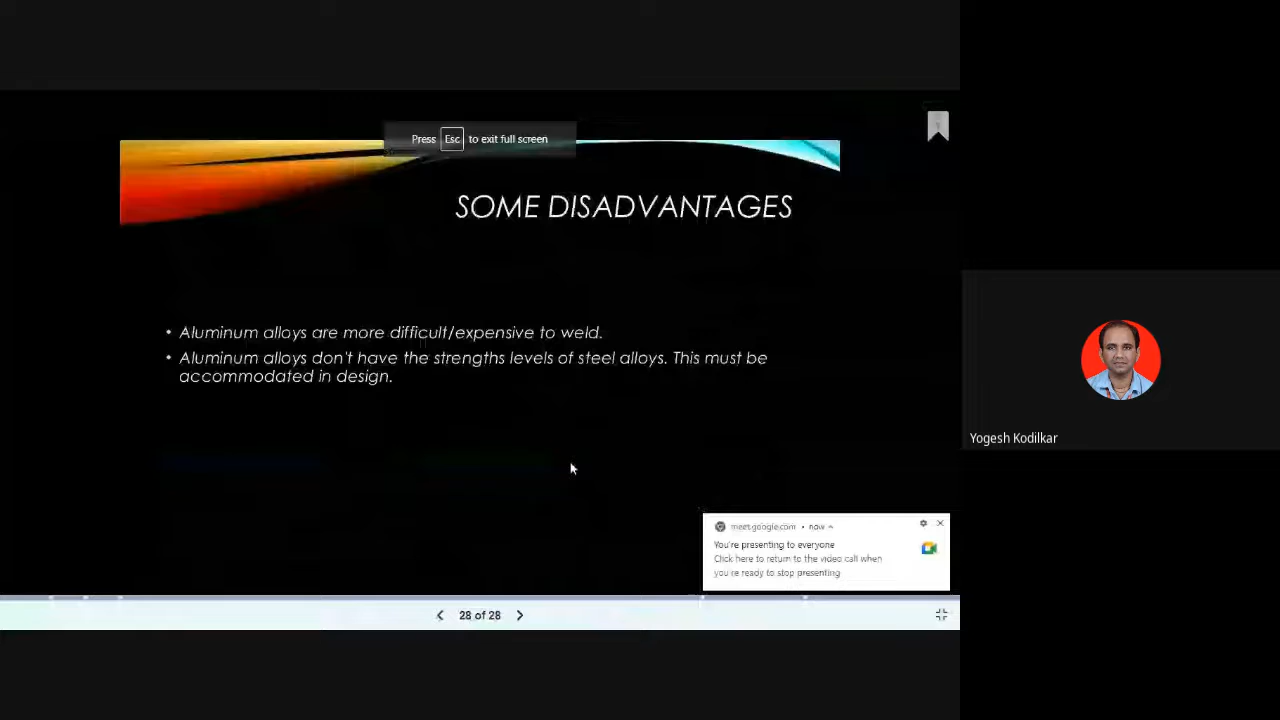 Press Esc to exit full screen
SOME DISADVANTAGES
• Aluminum alloys are more difficult/expensive to weld.
• Aluminum alloys don't have the strengths levels of steel alloys. This must be
accommodated in design.
Yogesh Kodilkar
meet.google.com • now
You're presenting to everyone
Click here to return to the video call when
you're ready to stop presenting
28 of 28